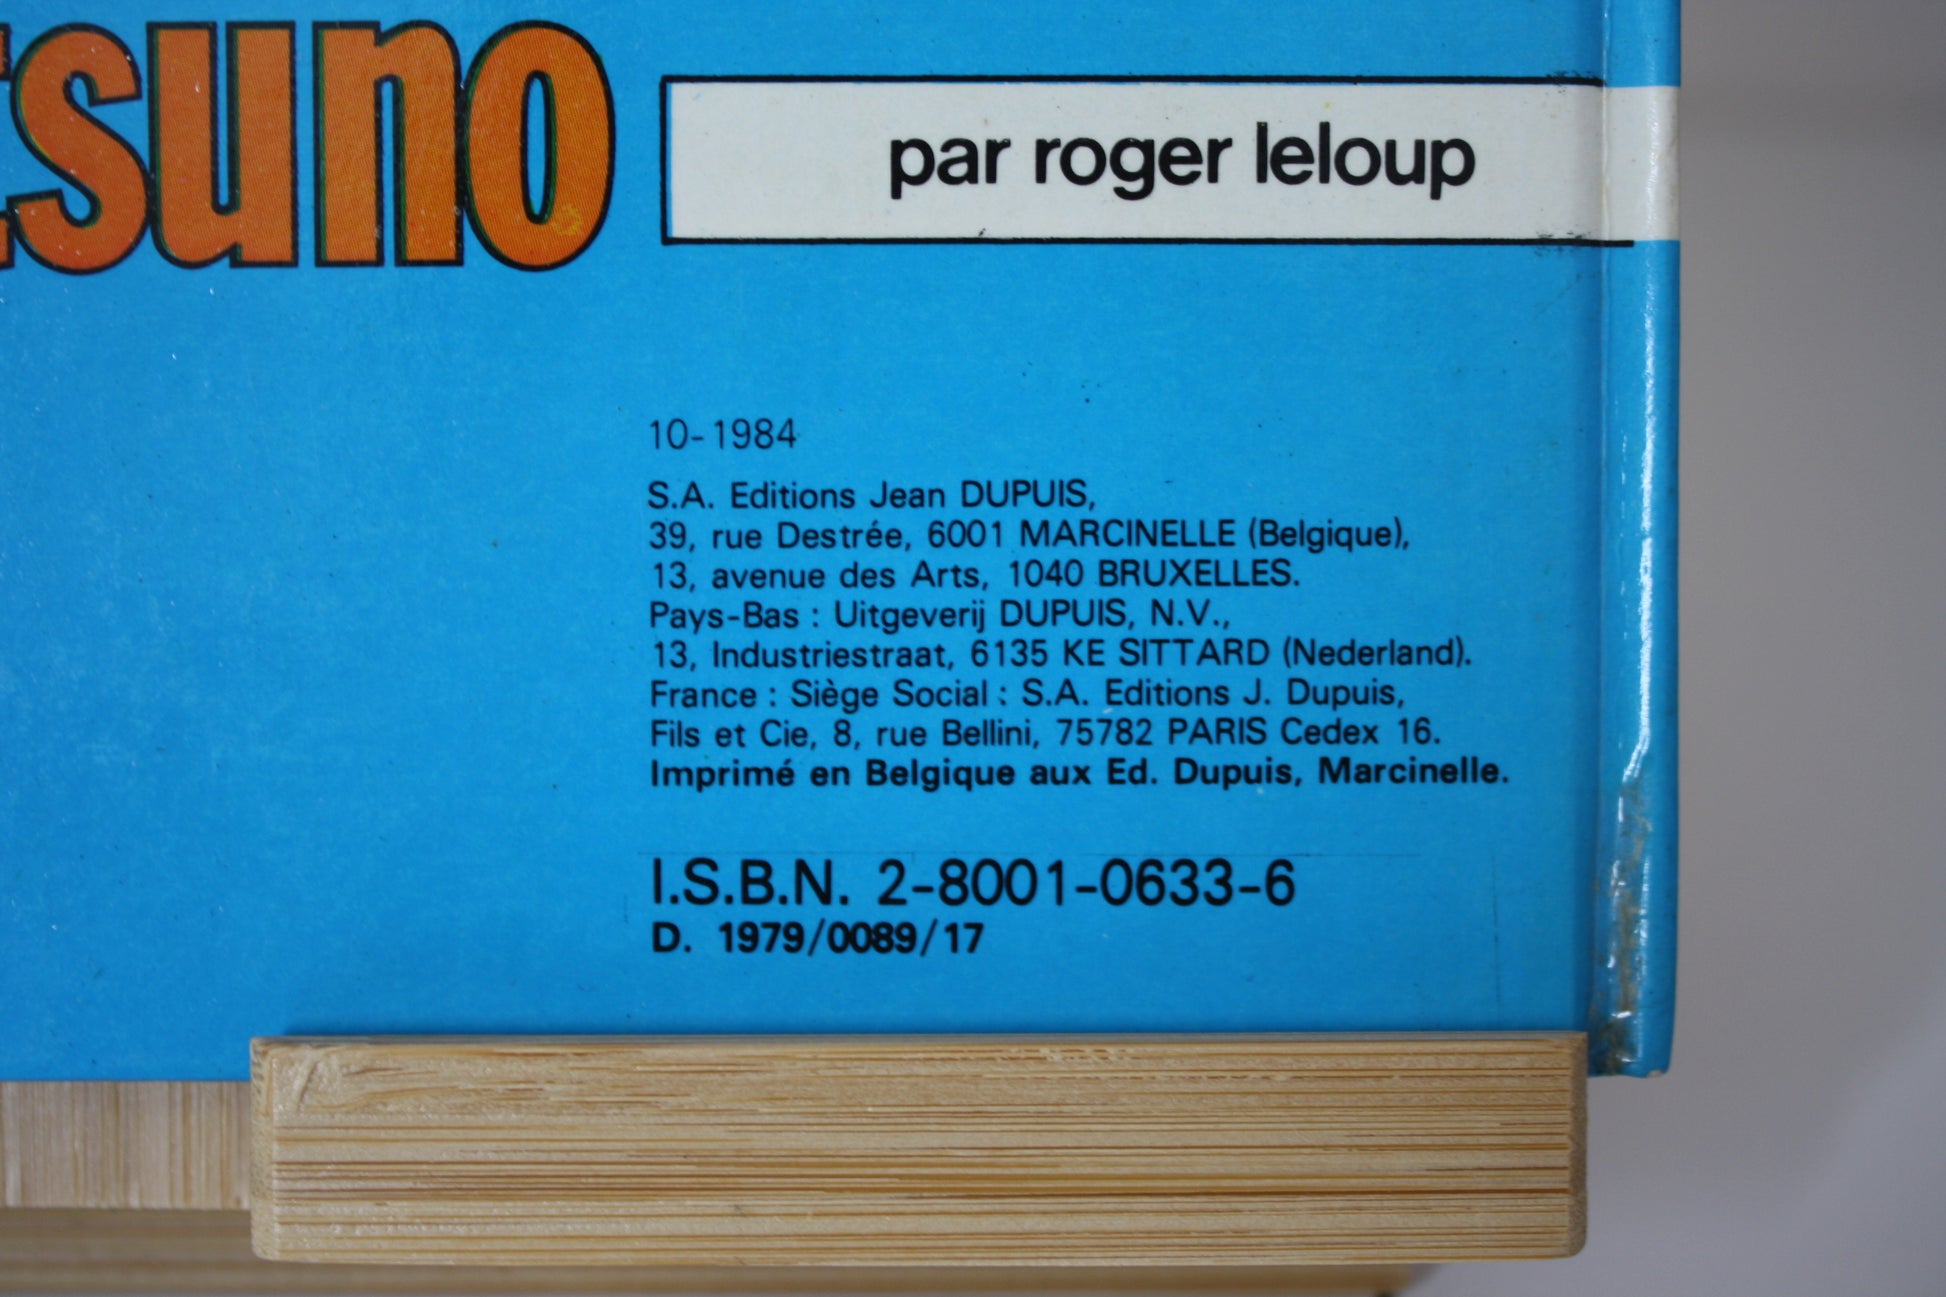 tsuno
par roger leloup
10-1984
S.A. Editions Jean DUPUIS,
39, rue Destrée, 6001 MARCINELLE (Belgique),
13, avenue des Arts, 1040 BRUXELLES.
Pays-Bas : Uitgeverij DUPUIS, N.V.,
13, Industriestraat, 6135 KE SITTARD (Nederland).
France : Siège Social : S.A. Editions J. Dupuis,
Fils et Cie, 8, rue Bellini, 75782 PARIS Cedex 16.
Imprimé en Belgique aux Ed. Dupuis, Marcinelle.
I.S.B.N. 2-8001-0633-6
D. 1979/0089/17